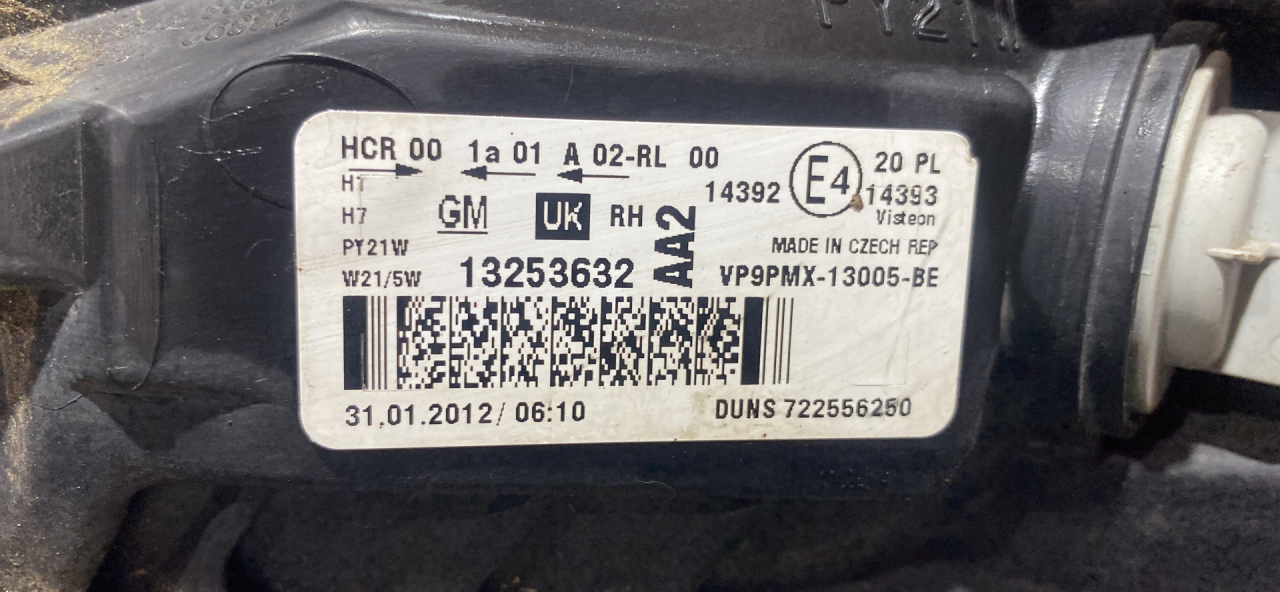 PY21W
HCR 00 1a 01 A 02-RL 00
E4
20 PL
14392
14393
H1
H7
GM
UK
RH
AA2
Visteon
PY21W
MADE IN CZECH REP
W21/5W
13253632
VP9PMX-13005-BE
31.01.2012/ 06:10
DUNS 722556250